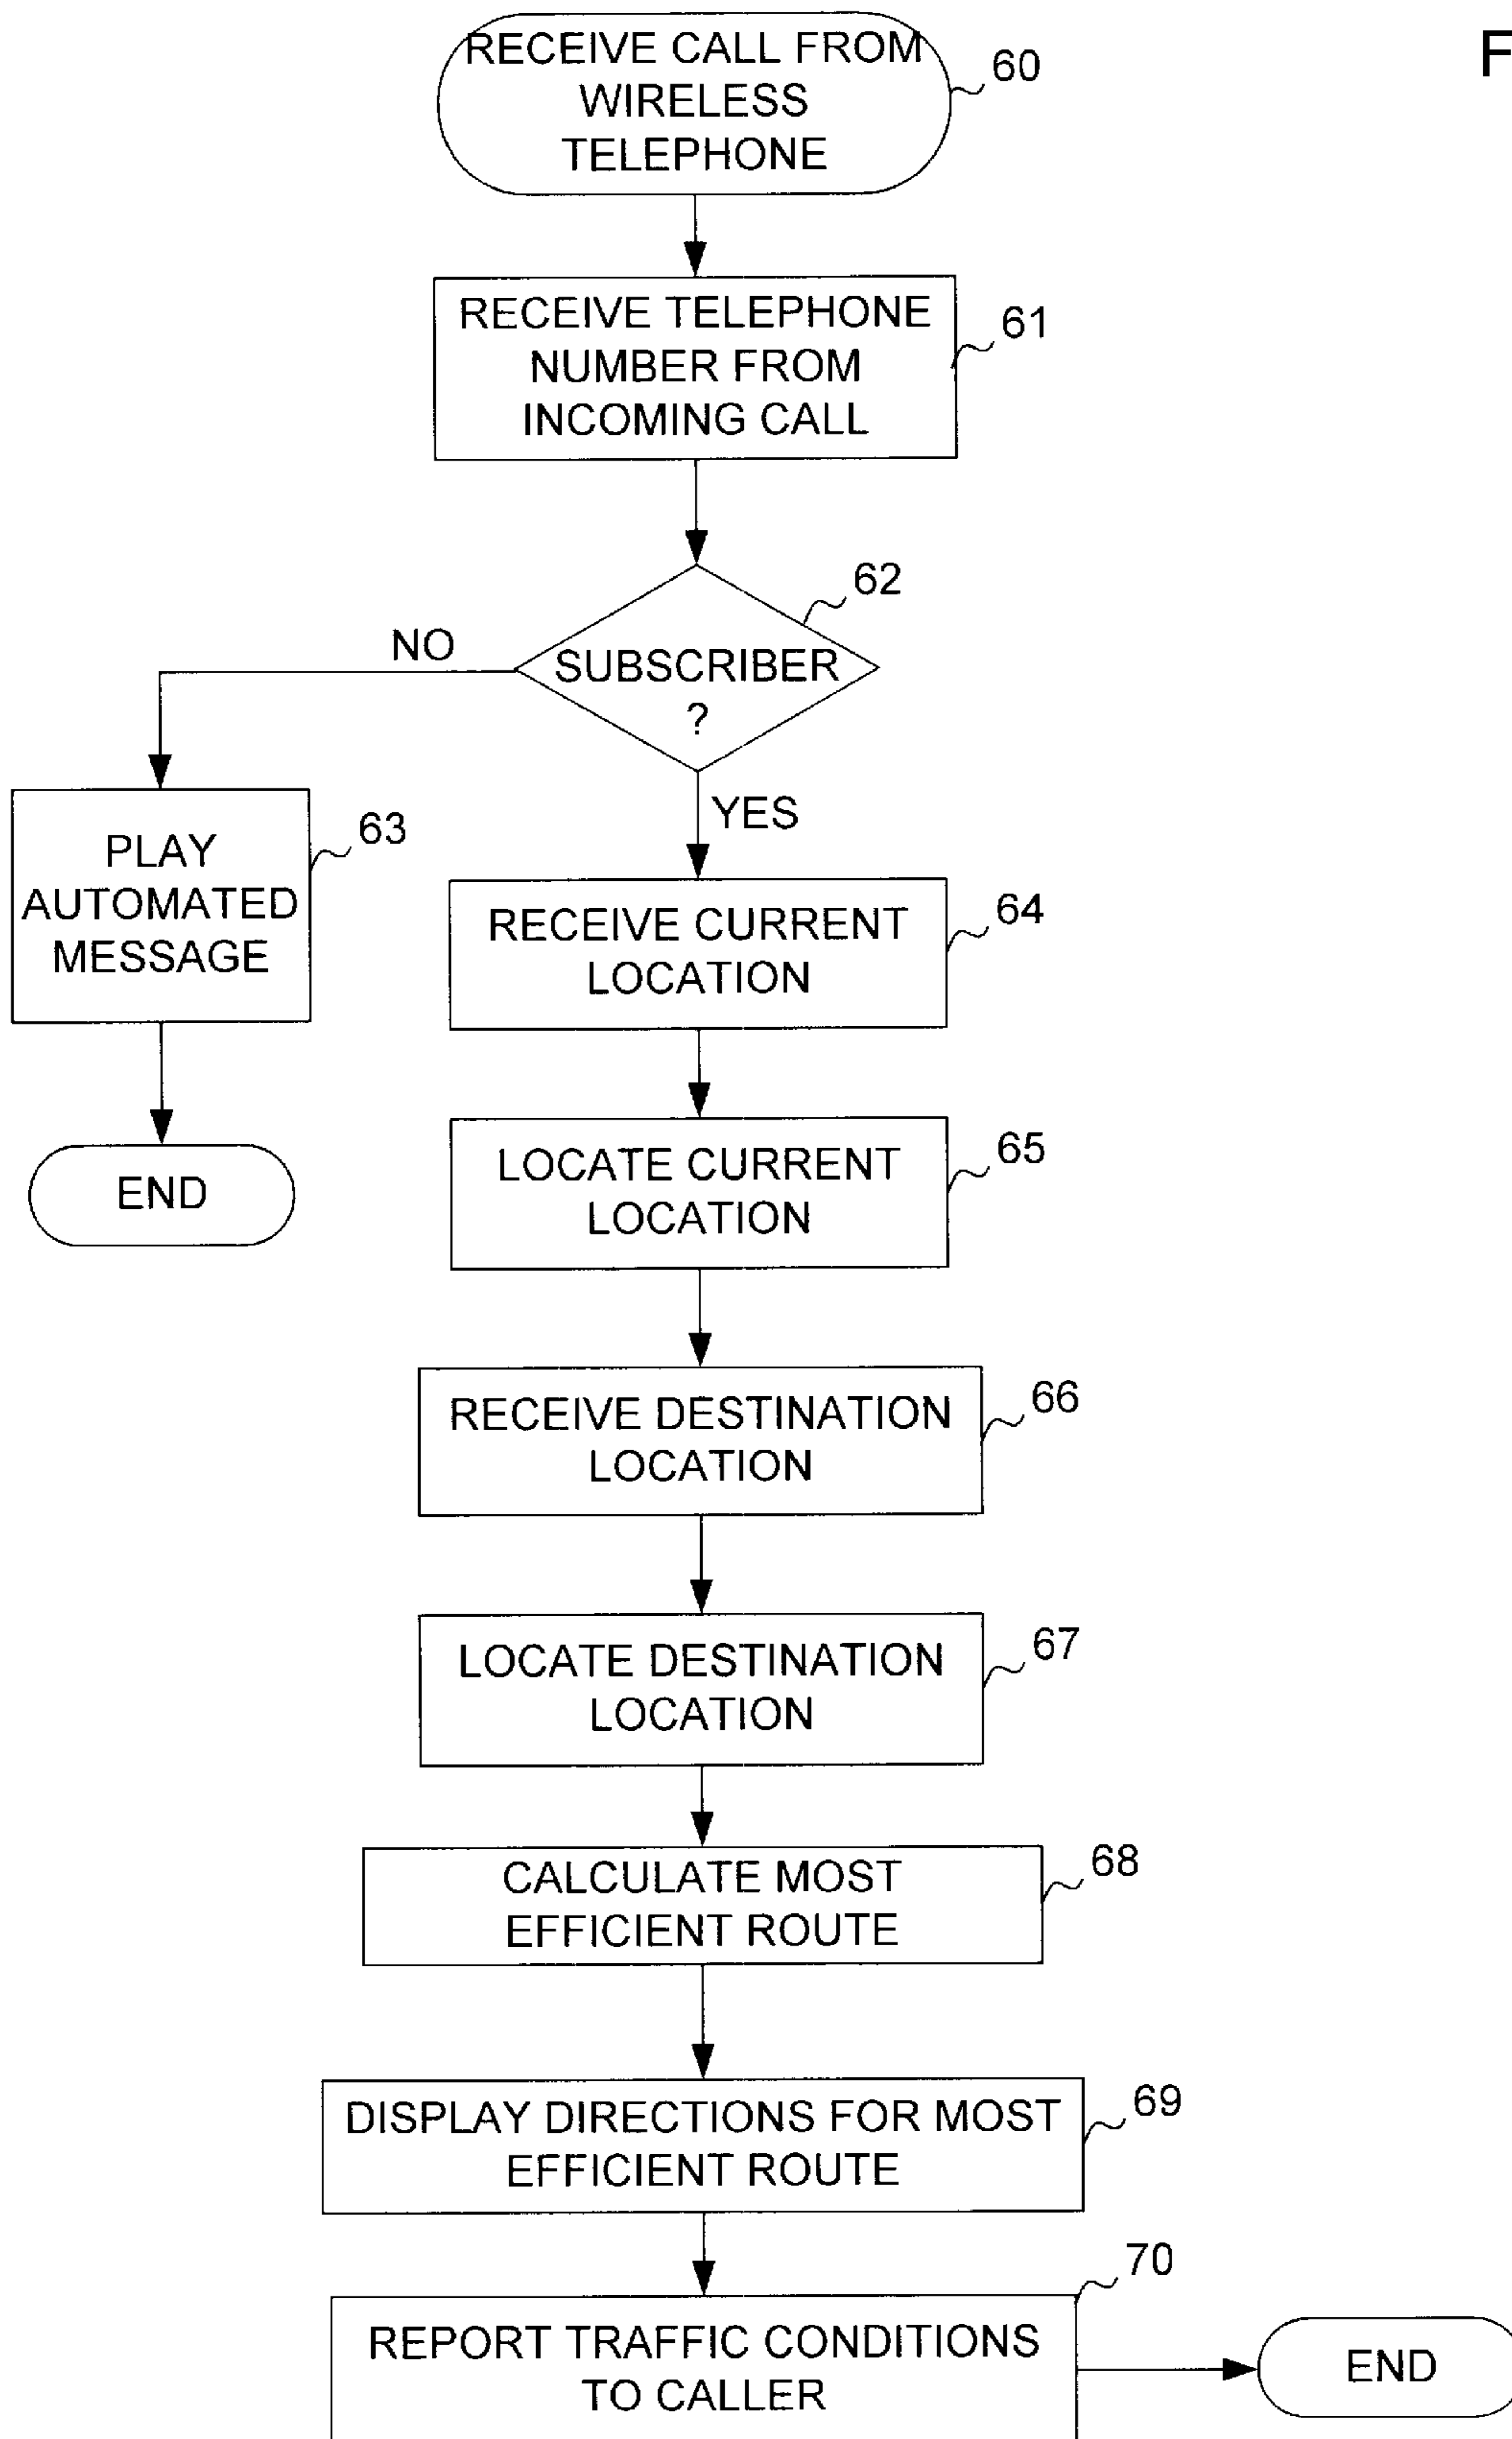 F
RECEIVE CALL FROM
WIRELESS
TELEPHONE
60
RECEIVE TELEPHONE
NUMBER FROM
INCOMING CALL
61
62
SUBSCRIBER
?
NO
YES
PLAY
AUTOMATED
MESSAGE
63
END
RECEIVE CURRENT
LOCATION
64
LOCATE CURRENT
LOCATION
65
RECEIVE DESTINATION
LOCATION
66
LOCATE DESTINATION
LOCATION
67
CALCULATE MOST
EFFICIENT ROUTE
68
DISPLAY DIRECTIONS FOR MOST
EFFICIENT ROUTE
69
REPORT TRAFFIC CONDITIONS
TO CALLER
70
END